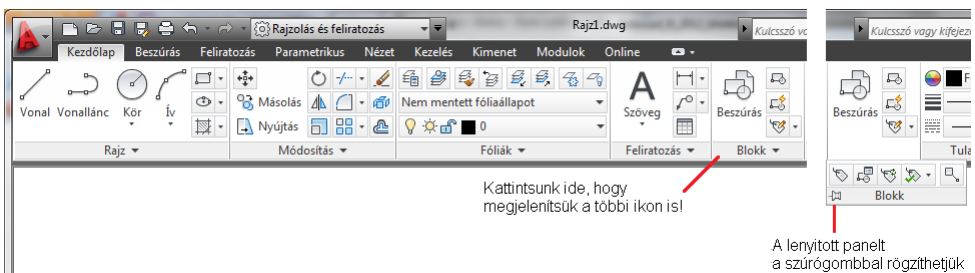 Rajzolás és feliratozás
Rajz1.dwg
Kulcsszó
Kulcsszó vagy
Kezdőlap Beszúrás Feliratozás Parametrikus Nézet Kezelés Kimenet Modulok Online
Vonal Vonallánc Kör Ív
Másolás
Nyújtás
Nem mentett fóliaállapot
0
Szöveg
Beszúrás
Beszúrás
Rajz Módosítás Fóliák Feliratozás Blokk
Blokk
Kattintsunk ide, hogy
megjelenítsük a többi ikon is!
A lenyitott panelt
a szúrógombbal rögzíthetjük